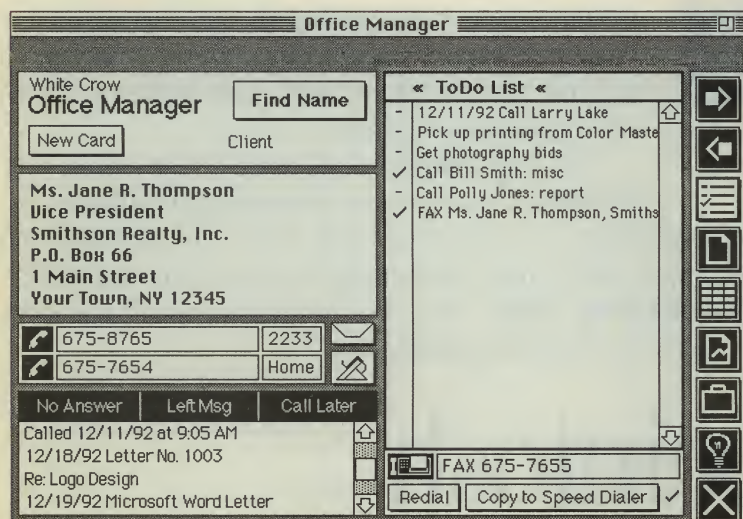 Office Manager
White Crow
Office Manager
Find Name
New Card
Client
Ms. Jane R. Thompson
Vice President
Smithson Realty, Inc.
P.O. Box 66
1 Main Street
Your Town, NY 12345
675-8765 2233
675-7654 Home
No Answer Left Msg Call Later
Called 12/11/92 at 9:05 AM
12/18/92 Letter No. 1003
Re: Logo Design
12/19/92 Microsoft Word Letter
« ToDo List «
- 12/11/92 Call Larry Lake
- Pick up printing from Color Maste
- Get photography bids
✓ Call Bill Smith: misc
- Call Polly Jones: report
✓ FAX Ms. Jane R. Thompson, Smiths
FAX 675-7655
Redial Copy to Speed Dialer ✓